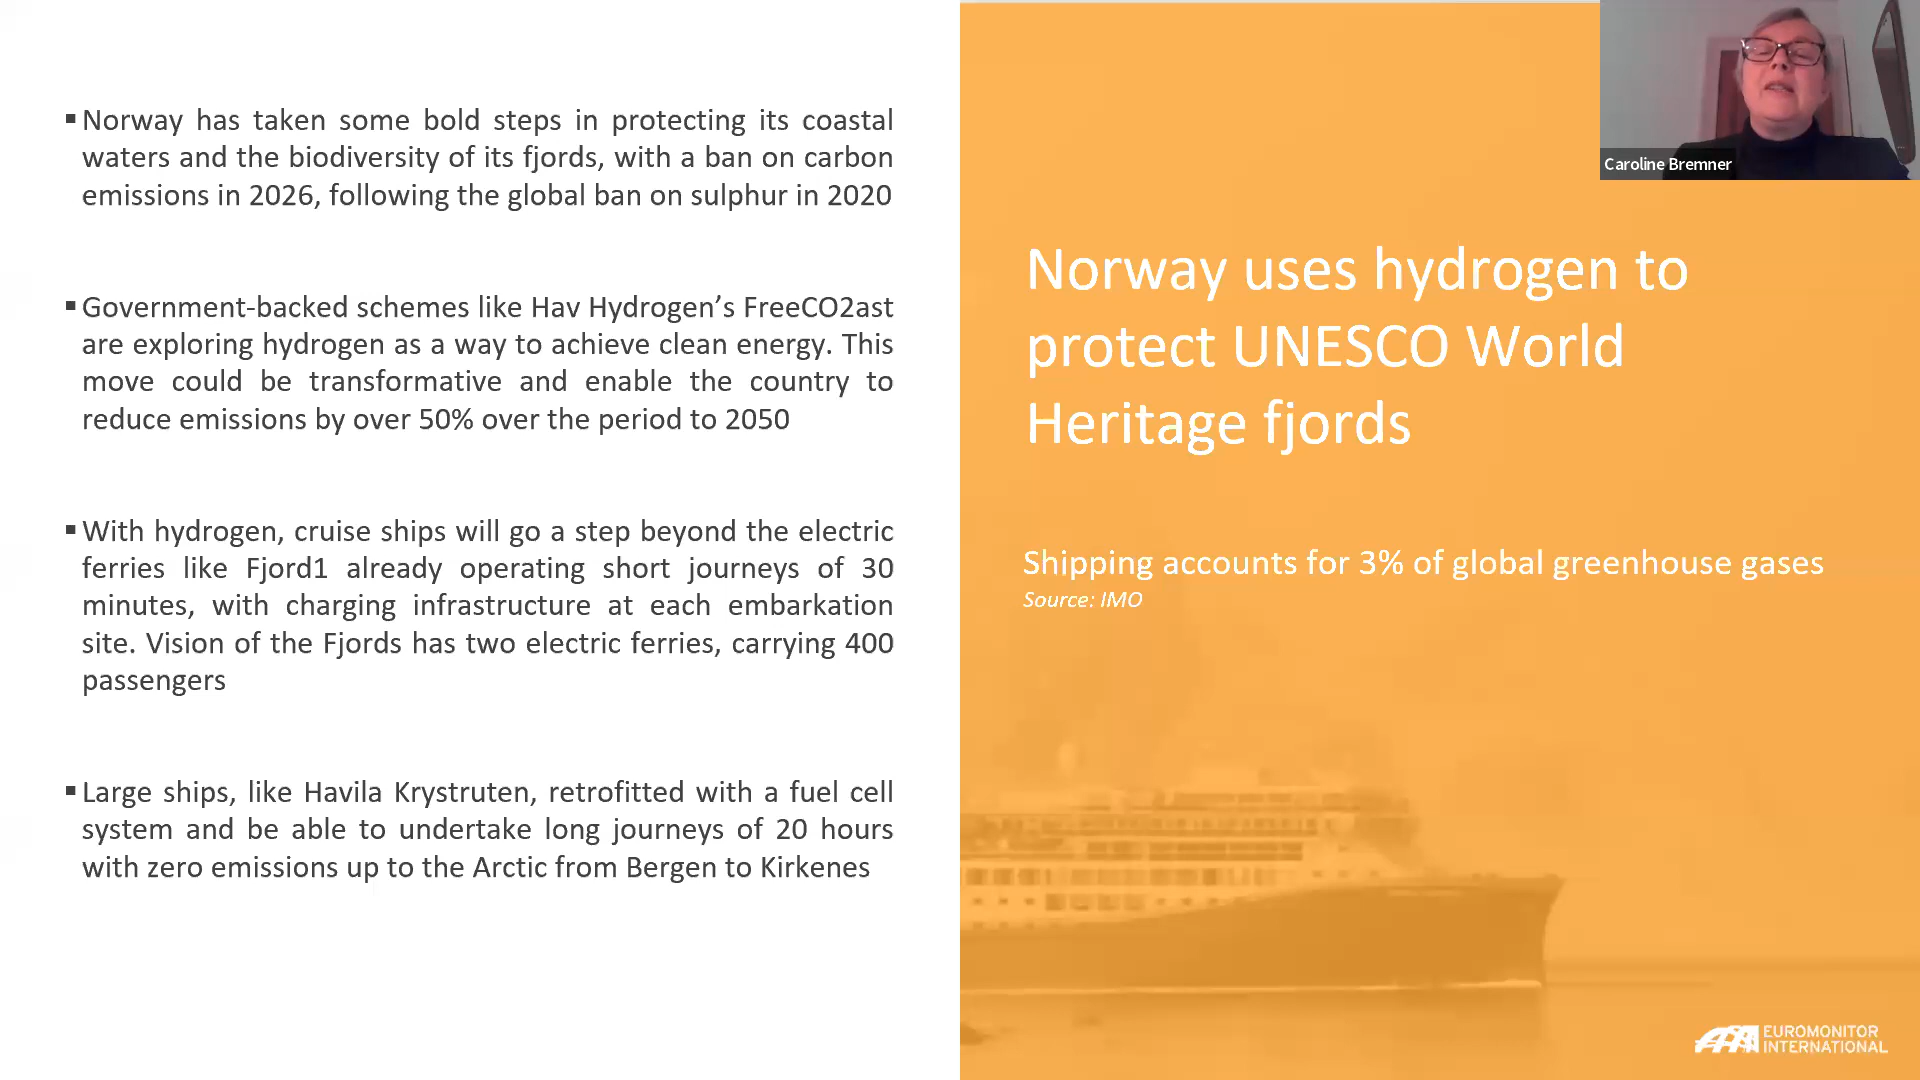 ▪Norway has taken some bold steps in protecting its coastal
waters and the biodiversity of its fjords, with a ban on carbon
emissions in 2026, following the global ban on sulphur in 2020
▪Government-backed schemes like Hav Hydrogen’s FreeCO2ast
are exploring hydrogen as a way to achieve clean energy. This
move could be transformative and enable the country to
reduce emissions by over 50% over the period to 2050
▪With hydrogen, cruise ships will go a step beyond the electric
ferries like Fjord1 already operating short journeys of 30
minutes, with charging infrastructure at each embarkation
site. Vision of the Fjords has two electric ferries, carrying 400
passengers
▪Large ships, like Havila Krystruten, retrofitted with a fuel cell
system and be able to undertake long journeys of 20 hours
with zero emissions up to the Arctic from Bergen to Kirkenes
Caroline Bremner
Norway uses hydrogen to
protect UNESCO World
Heritage fjords
Shipping accounts for 3% of global greenhouse gases
Source: IMO
EUROMONITOR
INTERNATIONAL